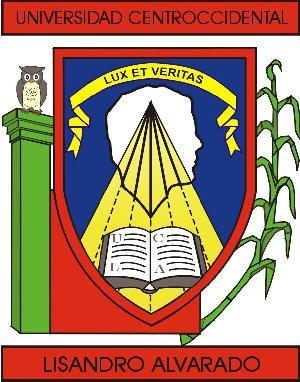 UNIVERSIDAD CENTROCCIDENTAL
LUX ET VERITAS
U C
L A
LISANDRO ALVARADO